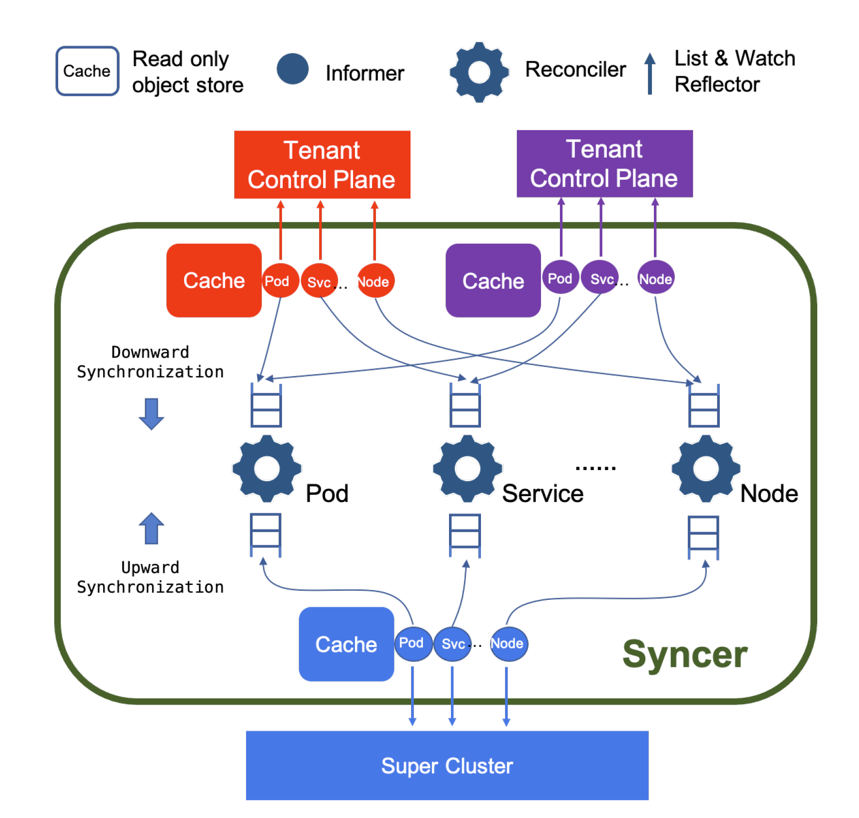 Cache
Read only
object store
Informer
Reconciler
List & Watch
Reflector
Tenant
Control Plane
Tenant
Control Plane
Cache
Pod
Svc
...
Node
Cache
Pod
Svc
...
Node
Downward
Synchronization
Pod
Service
......
Node
Upward
Synchronization
Cache
Pod
Svc
...
Node
Syncer
Super Cluster